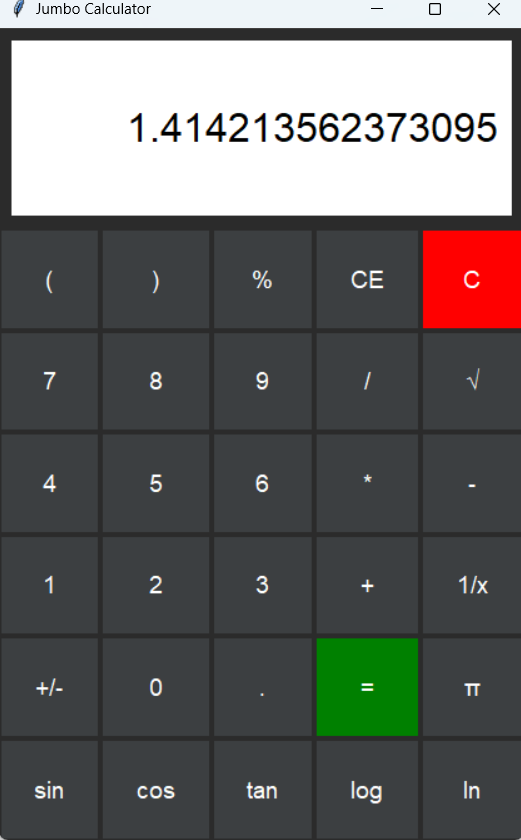 Jumbo Calculator
1.414213562373095
( ) % CE C
7 8 9 / √
4 5 6 * -
1 2 3 + 1/x
+/- 0 . = π
sin cos tan log ln